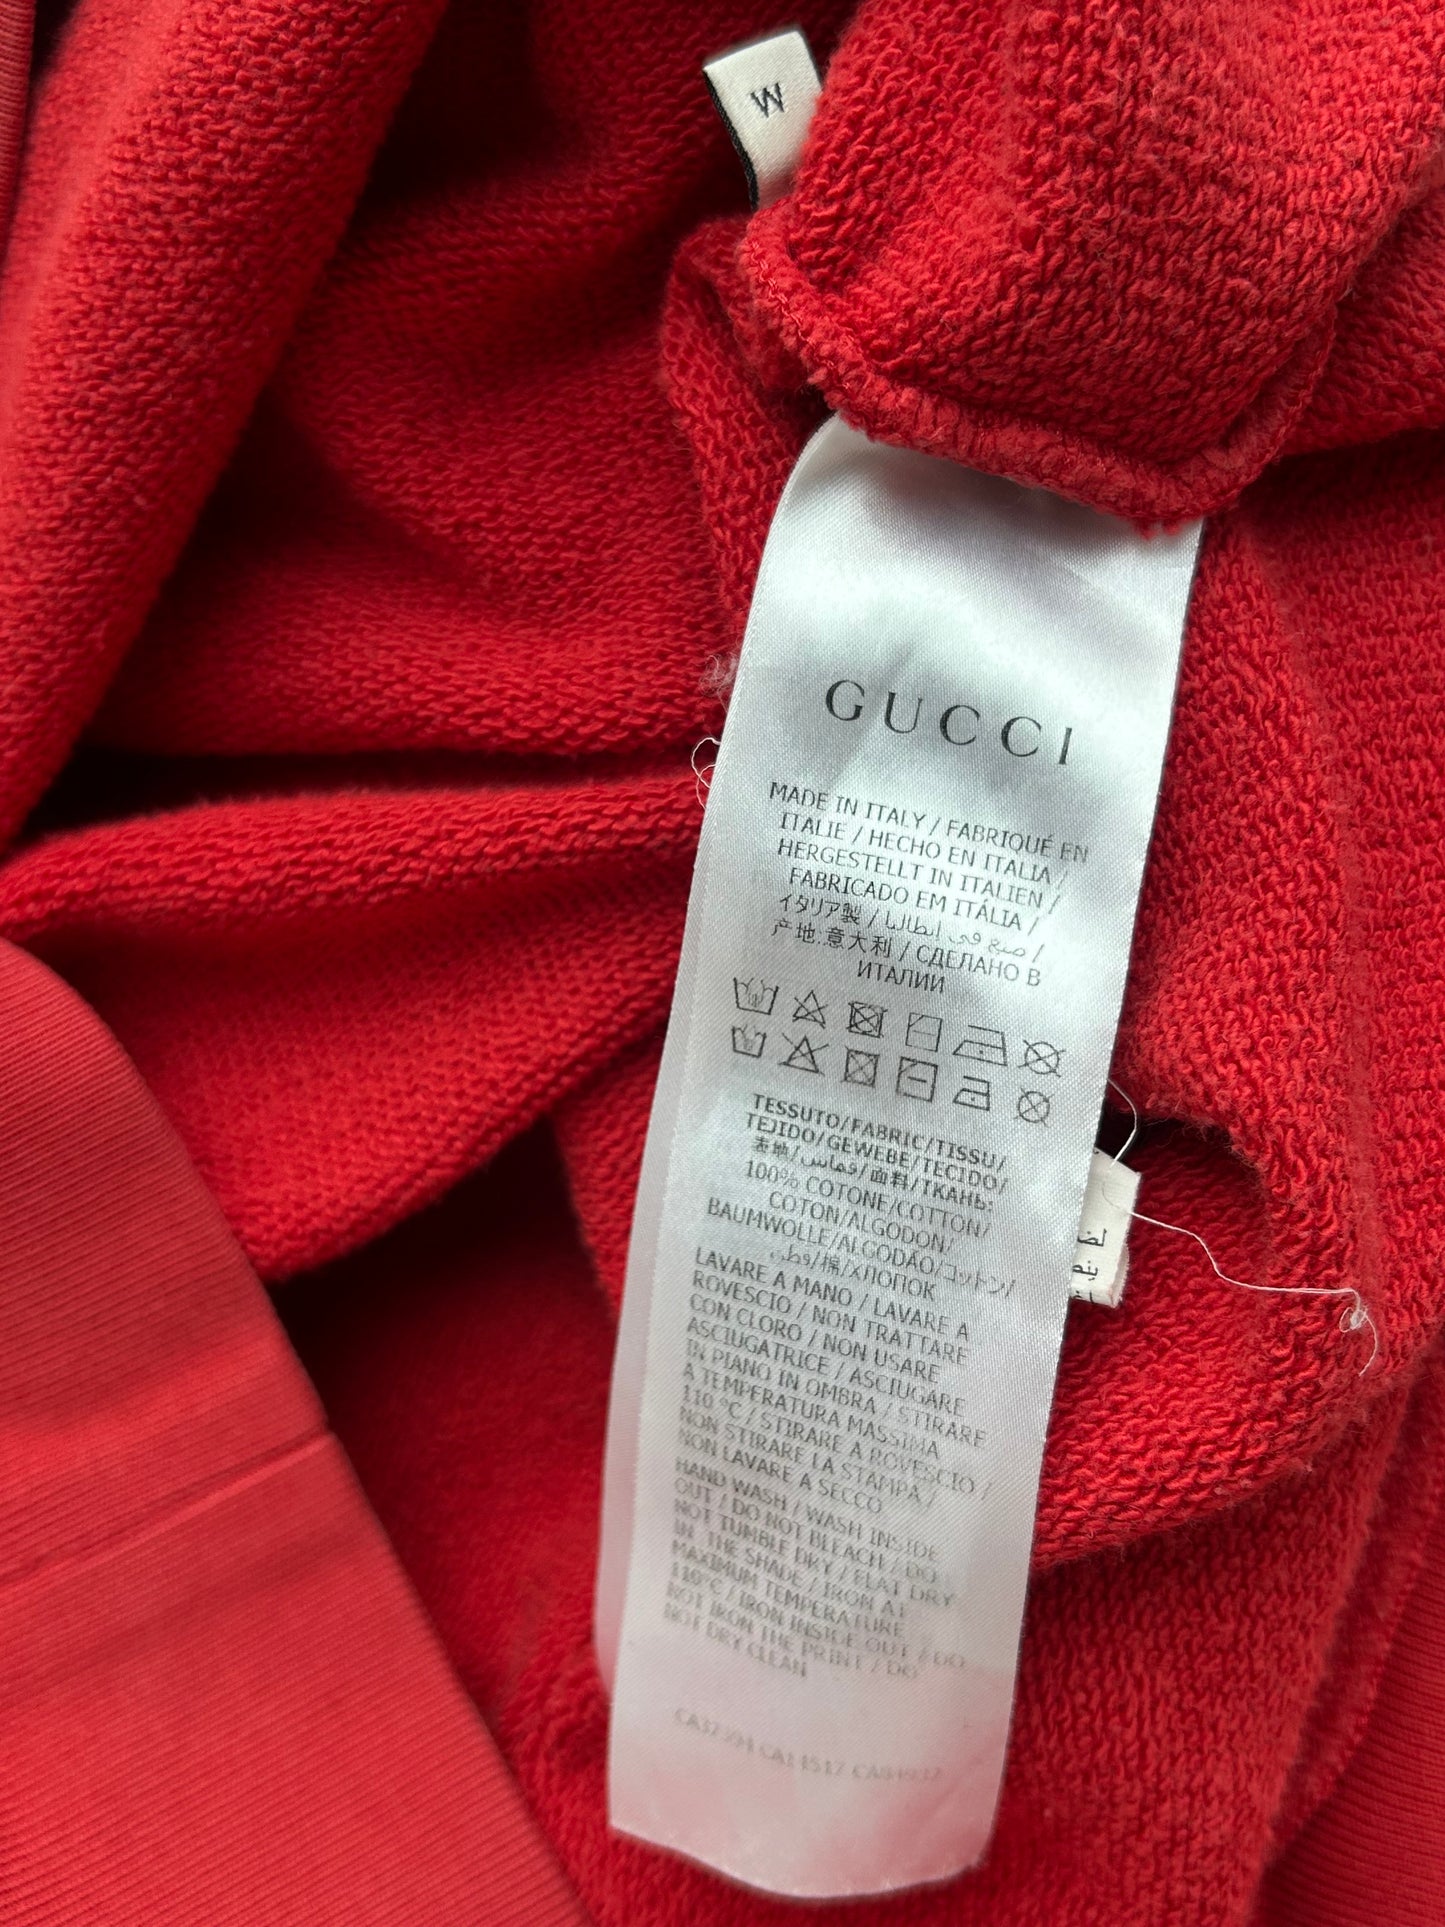 M
GUCCI
MADE IN ITALY / FABRIQUÉ EN
ITALIE / HECHO EN ITALIA /
HERGESTELLT IN ITALIEN /
FABRICADO EM ITÁLIA /
イタリア製 / صنع في ايطاليا /
产地:意大利 / СДЕЛАНО В
ИТАЛИИ
TESSUTO/FABRIC/TISSU/
TEJIDO/GEWEBE/TECIDO/
表地/قماش/面料/ТКАНЬ:
100% COTONE/COTTON/
COTON/ALGODON/
BAUMWOLLE/ALGODÃO/コットン/
قطن/棉/ХЛОПОК
LAVARE A MANO / LAVARE A
ROVESCIO / NON TRATTARE
CON CLORO / NON USARE
ASCIUGATRICE / ASCIUGARE
IN PIANO IN OMBRA / STIRARE
A TEMPERATURA MASSIMA
110 °C / STIRARE A ROVESCIO /
NON STIRARE LA STAMPA /
NON LAVARE A SECCO
HAND WASH / WASH INSIDE
OUT / DO NOT BLEACH / DO
NOT TUMBLE DRY / FLAT DRY
IN THE SHADE / IRON AT
MAXIMUM TEMPERATURE
110°C / IRON INSIDE OUT / DO
NOT IRON THE PRINT / DO
NOT DRY CLEAN